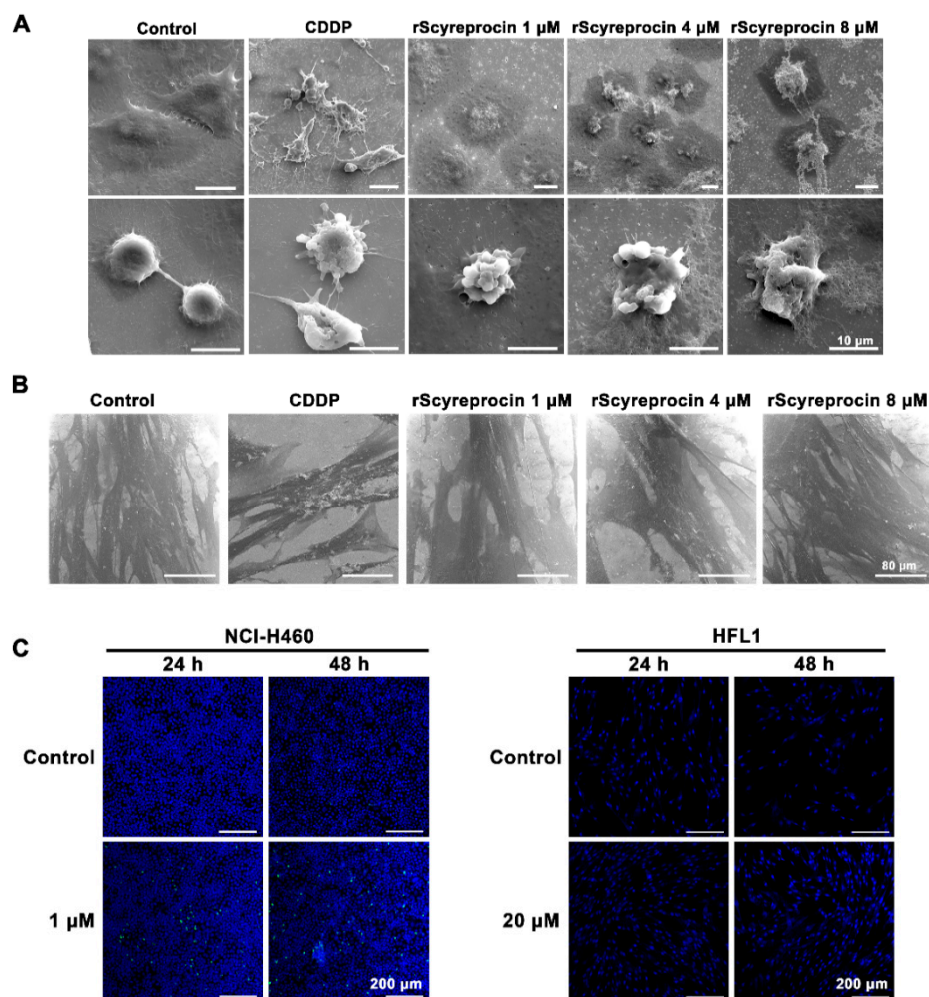 A
Control CDDP rScyreprocin 1 μM rScyreprocin 4 μM rScyreprocin 8 μM
10 μm
B
Control CDDP rScyreprocin 1 μM rScyreprocin 4 μM rScyreprocin 8 μM
80 μm
C
NCI-H460 HFL1
24 h 48 h 24 h 48 h
Control Control
1 μM 20 μM
200 μm 200 μm